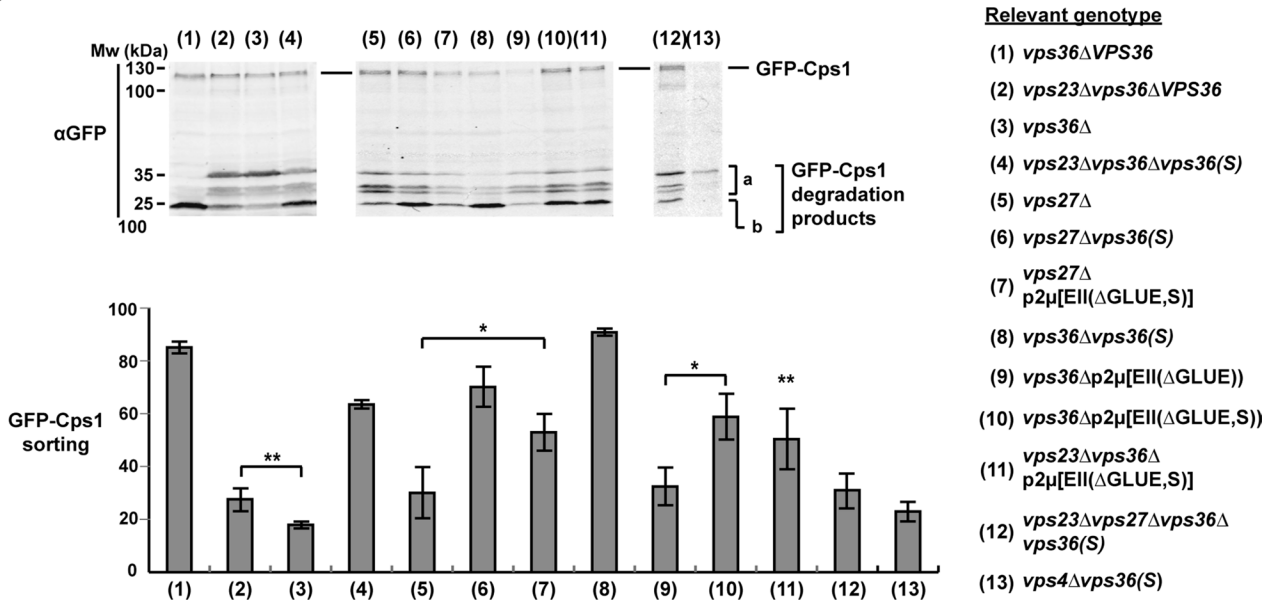 Relevant genotype
Mw (kDa)
(1) (2) (3) (4) (5) (6) (7) (8) (9) (10) (11) (12)(13)
130
100
35
25
100
αGFP
GFP-Cps1
a
b
GFP-Cps1
degradation
products
(1) vps36ΔVPS36
(2) vps23Δvps36ΔVPS36
(3) vps36Δ
(4) vps23Δvps36Δvps36(S)
(5) vps27Δ
(6) vps27Δvps36(S)
(7) vps27Δ
p2μ[EII(ΔGLUE,S)]
(8) vps36Δvps36(S)
(9) vps36Δp2μ[EII(ΔGLUE))
(10) vps36Δp2μ[EII(ΔGLUE,S))
(11) vps23Δvps36Δ
p2μ[EII(ΔGLUE,S)]
(12) vps23Δvps27Δvps36Δ
vps36(S)
(13) vps4Δvps36(S)
GFP-Cps1
sorting
100
80
60
40
20
0
** * * **
(1) (2) (3) (4) (5) (6) (7) (8) (9) (10) (11) (12) (13)